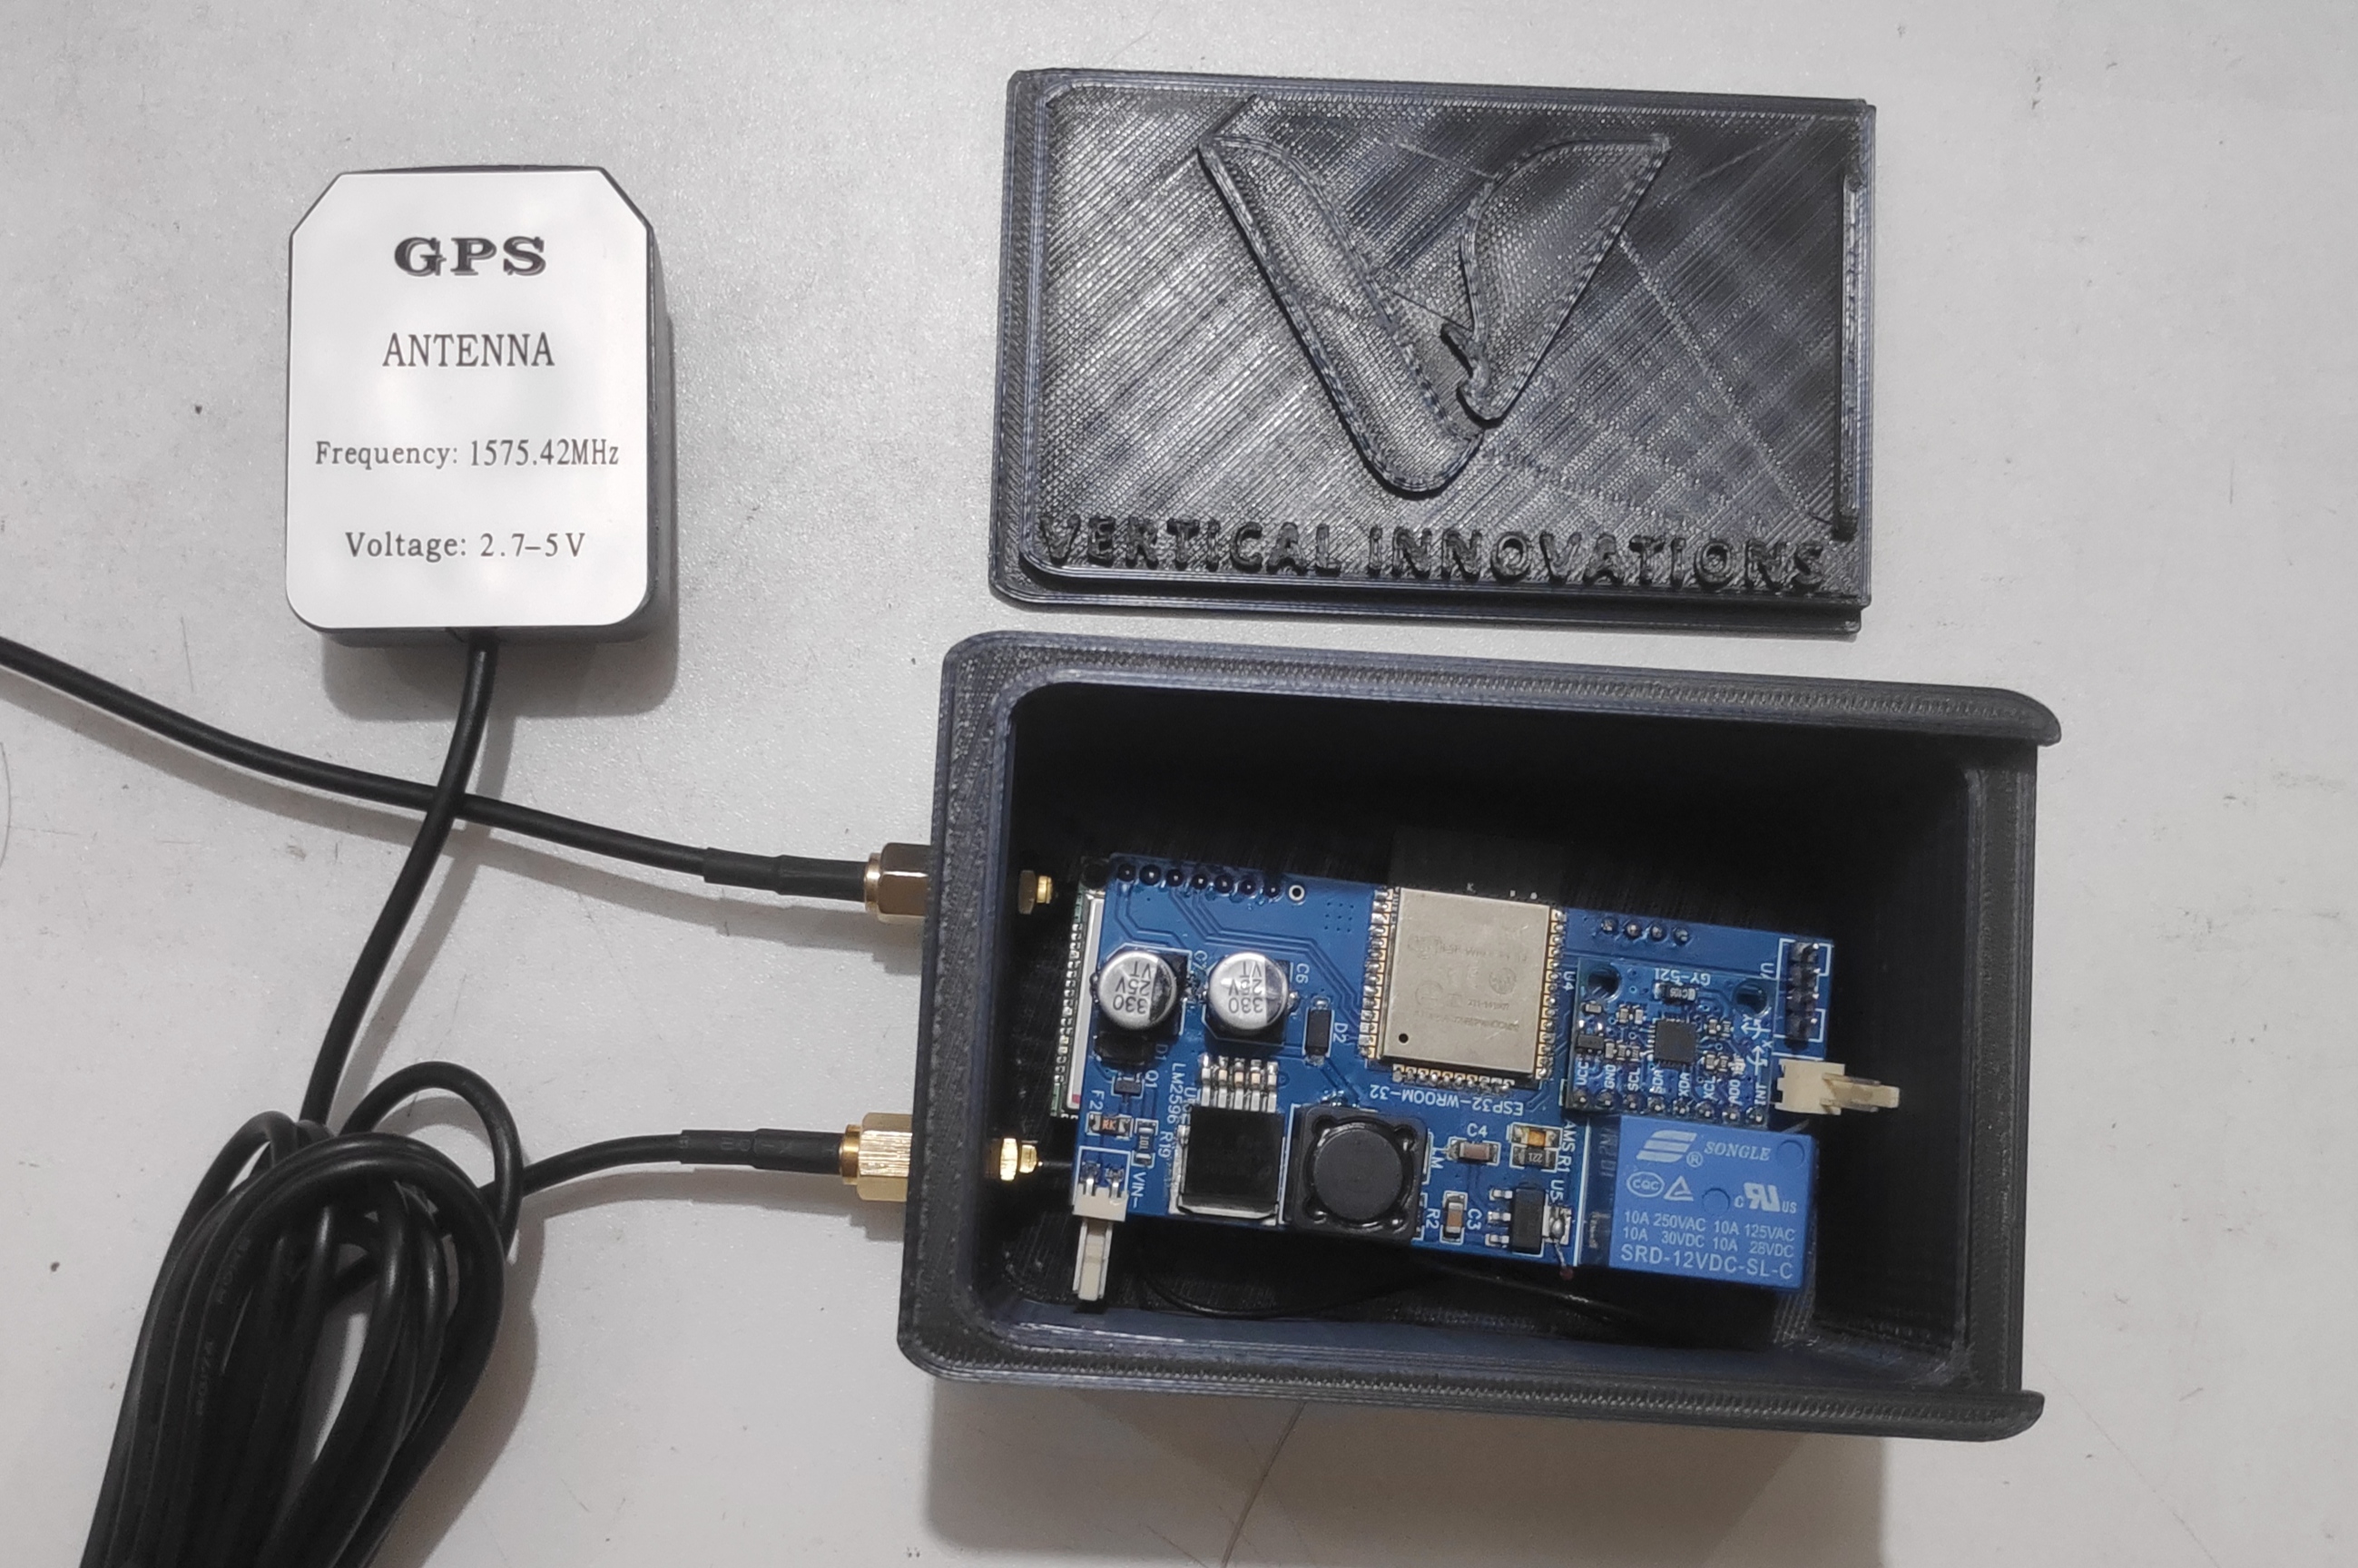 GPS
ANTENNA
Frequency: 1575.42MHz
Voltage: 2.7-5V
VERTICAL INNOVATIONS
330
25V
VT
C7
330
25V
VT
C6
D2
D1
Q1
F2
LM2596
R19
VIN-
ESP32-WROOM-32
U4
GY-521
VCC
GND
SCL
SDA
XDA
XCL
AD0
INT
C4
R2
C3
AMS
R1
U5
SONGLE
CQC
US
10A 250VAC 10A 125VAC
10A 30VDC 10A 28VDC
SRD-12VDC-SL-C